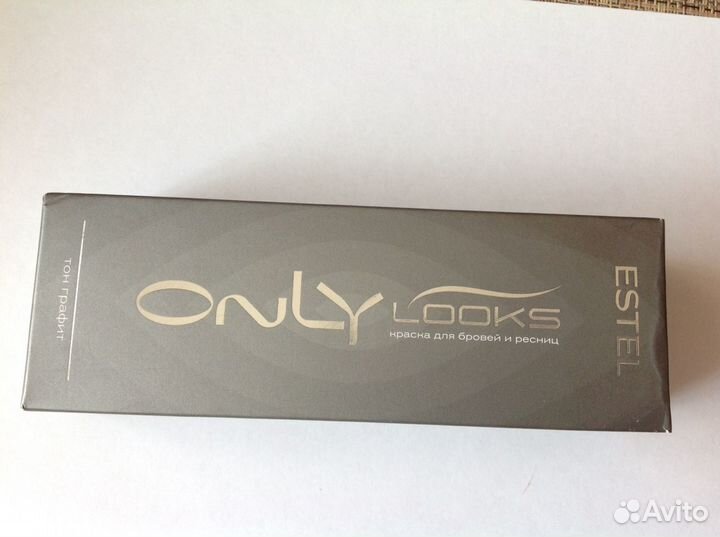 тон графит
ONLY LOOKS
краска для бровей и ресниц
ESTEL
Avito